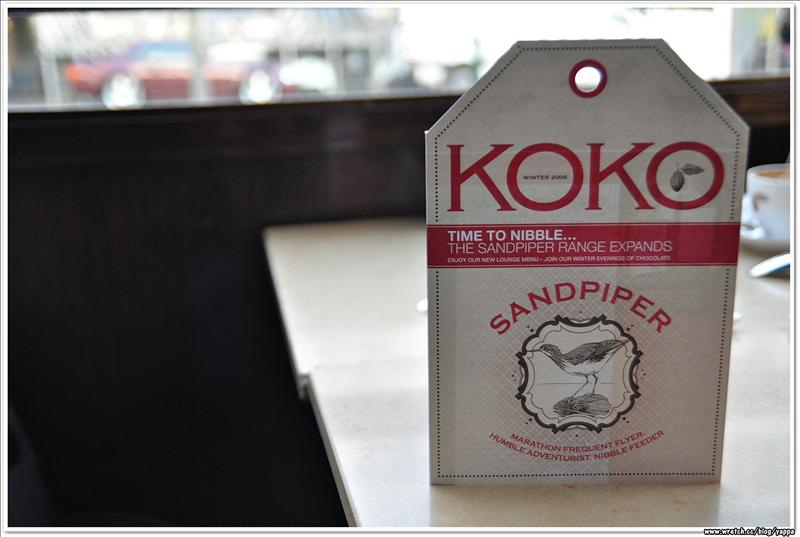 KOKO
WINTER 2009
TIME TO NIBBLE...
THE SANDPIPER RANGE EXPANDS
ENJOY OUR NEW LOUNGE MENU – JOIN OUR WINTER EVENINGS OF CHOCOLATE
SANDPIPER
MARATHON FREQUENT FLYER.
HUMBLE ADVENTURIST. NIBBLE FEEDER
www.wretch.cc/blog/yappa